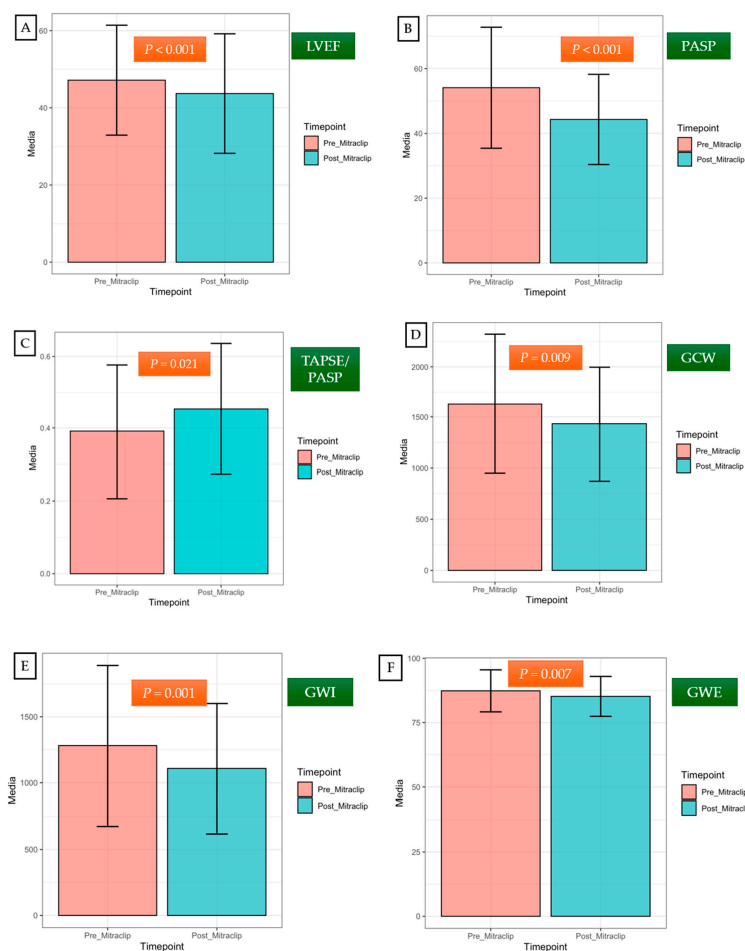 A
P < 0.001
LVEF
60
40
20
0
Media
Pre_Mitraclip
Post_Mitraclip
Timepoint
Timepoint
Pre_Mitraclip
Post_Mitraclip
B
P < 0.001
PASP
60
40
20
0
Media
Pre_Mitraclip
Post_Mitraclip
Timepoint
Timepoint
Pre_Mitraclip
Post_Mitraclip
C
P = 0.021
TAPSE/
PASP
0.6
0.4
0.2
0.0
Media
Pre_Mitraclip
Post_Mitraclip
Timepoint
Timepoint
Pre_Mitraclip
Post_Mitraclip
D
P = 0.009
GCW
2000
1500
1000
500
0
Media
Pre_Mitraclip
Post_Mitraclip
Timepoint
Timepoint
Pre_Mitraclip
Post_Mitraclip
E
P = 0.001
GWI
1500
1000
500
0
Media
Pre_Mitraclip
Post_Mitraclip
Timepoint
Timepoint
Pre_Mitraclip
Post_Mitraclip
F
P = 0.007
GWE
100
75
50
25
0
Media
Pre_Mitraclip
Post_Mitraclip
Timepoint
Timepoint
Pre_Mitracl
Post_Mitracl